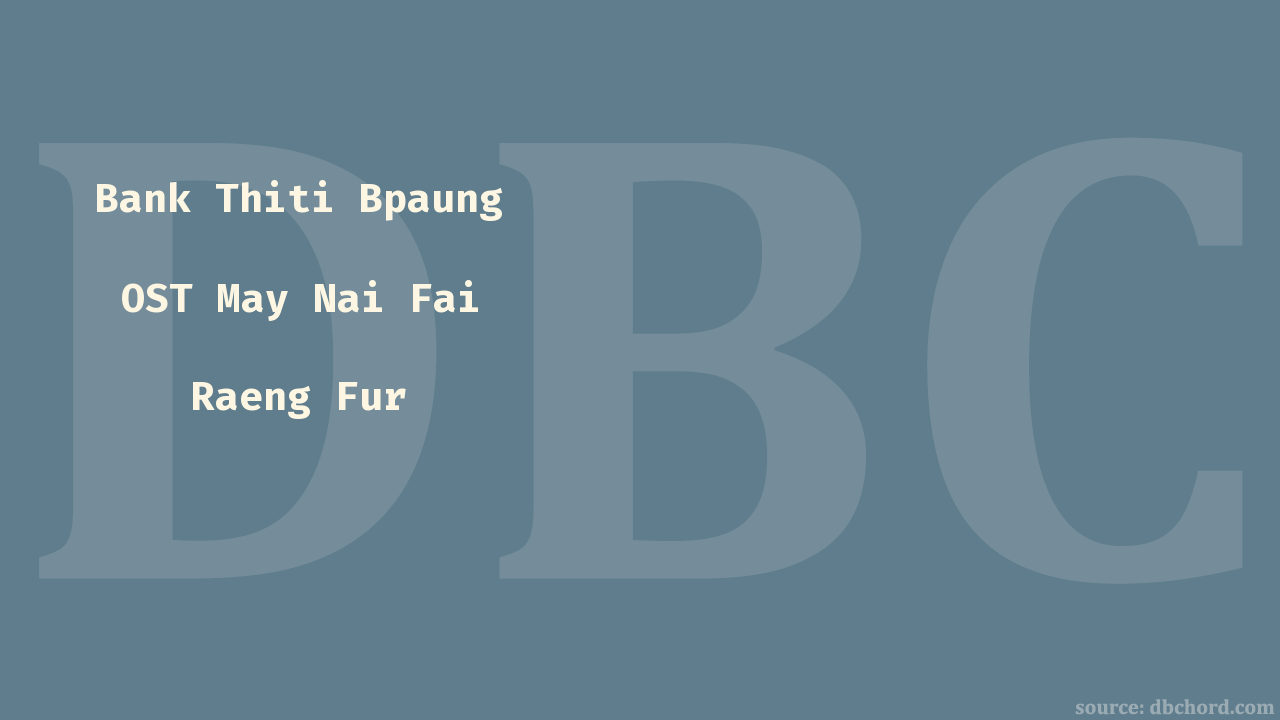 Bank Thiti Bpaung
OST May Nai Fai
Raeng Fur
DBC
source: dbchord.com